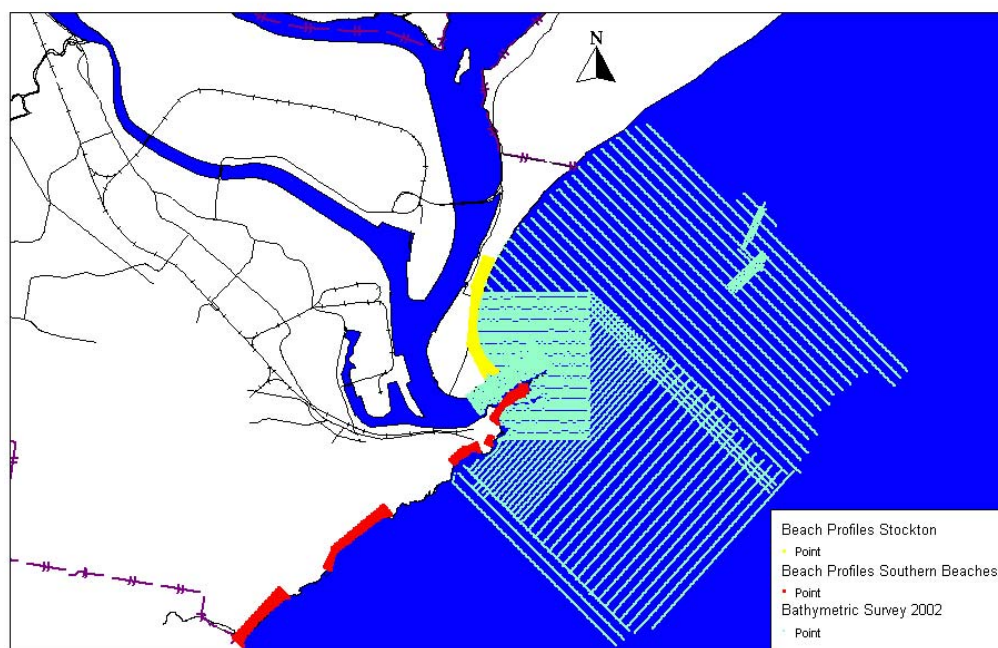 N
Beach Profiles Stockton
Point
Beach Profiles Southern Beaches
Point
Bathymetric Survey 2002
Point